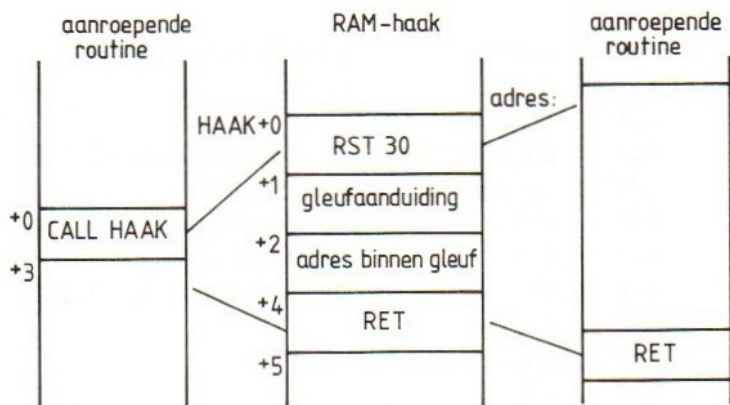 aanroepende
routine
RAM-haak
aanroepende
routine
adres:
HAAK+0
RST 30
+1
gleufaanduiding
+0
CALL HAAK
+2
adres binnen gleuf
+3
+4
RET
+5
RET